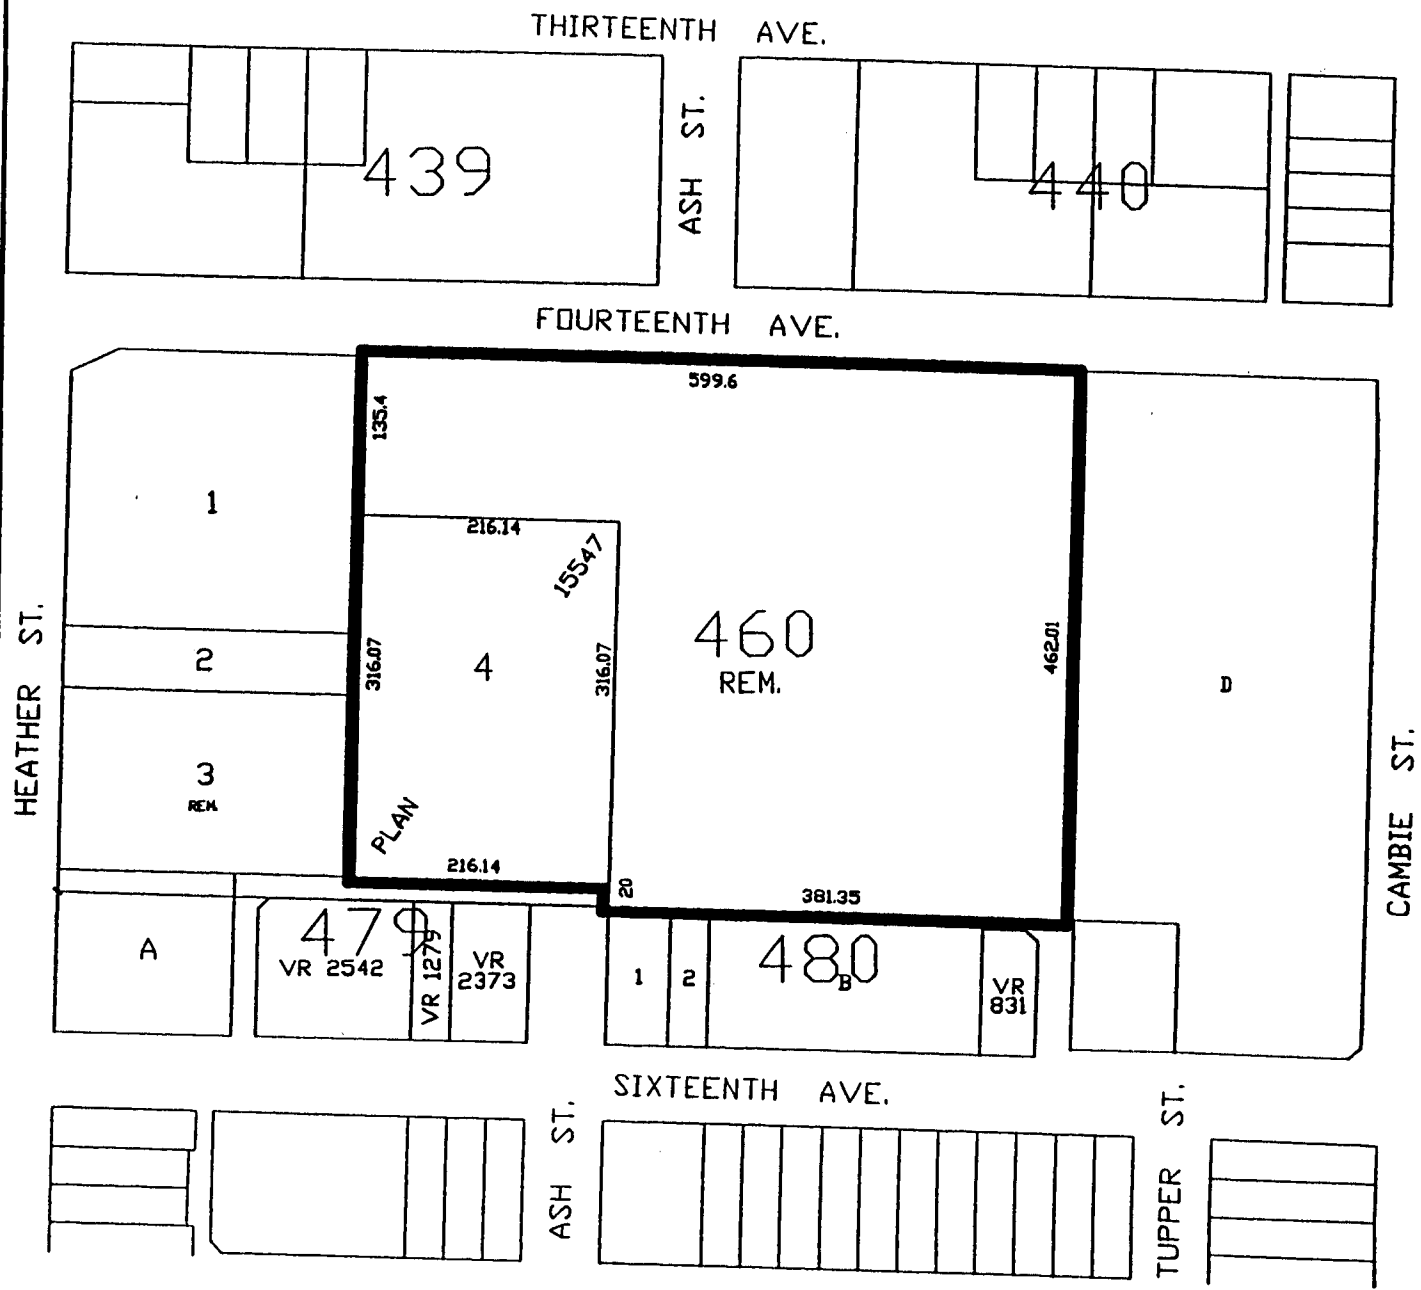 THIRTEENTH AVE.
ASH ST.
439
440
FOURTEENTH AVE.
599.6
135.4
1
216.14
15547
HEATHER ST.
2
316.07
4
316.07
460
REM.
462.01
D
3
REM.
PLAN
216.14
20
381.35
CAMBIE ST.
A
479
VR 2542
VR 1279
VR
2373
1
2
480
B
VR
831
SIXTEENTH AVE.
ASH ST.
TUPPER ST.